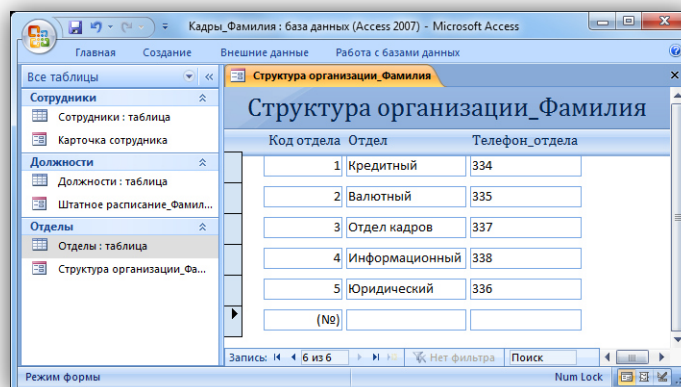 Кадры_Фамилия : база данных (Access 2007) - Microsoft Access
Главная Создание Внешние данные Работа с базами данных
Все таблицы
Сотрудники
Сотрудники : таблица
Карточка сотрудника
Должности
Должности : таблица
Штатное расписание_Фамил...
Отделы
Отделы : таблица
Структура организации_Фа...
Структура организации_Фамилия
Структура организации_Фамилия
Код отдела Отдел Телефон_отдела
1 Кредитный 334
2 Валютный 335
3 Отдел кадров 337
4 Информационный 338
5 Юридический 336
(№)
Запись: 6 из 6 Нет фильтра Поиск
Режим формы Num Lock